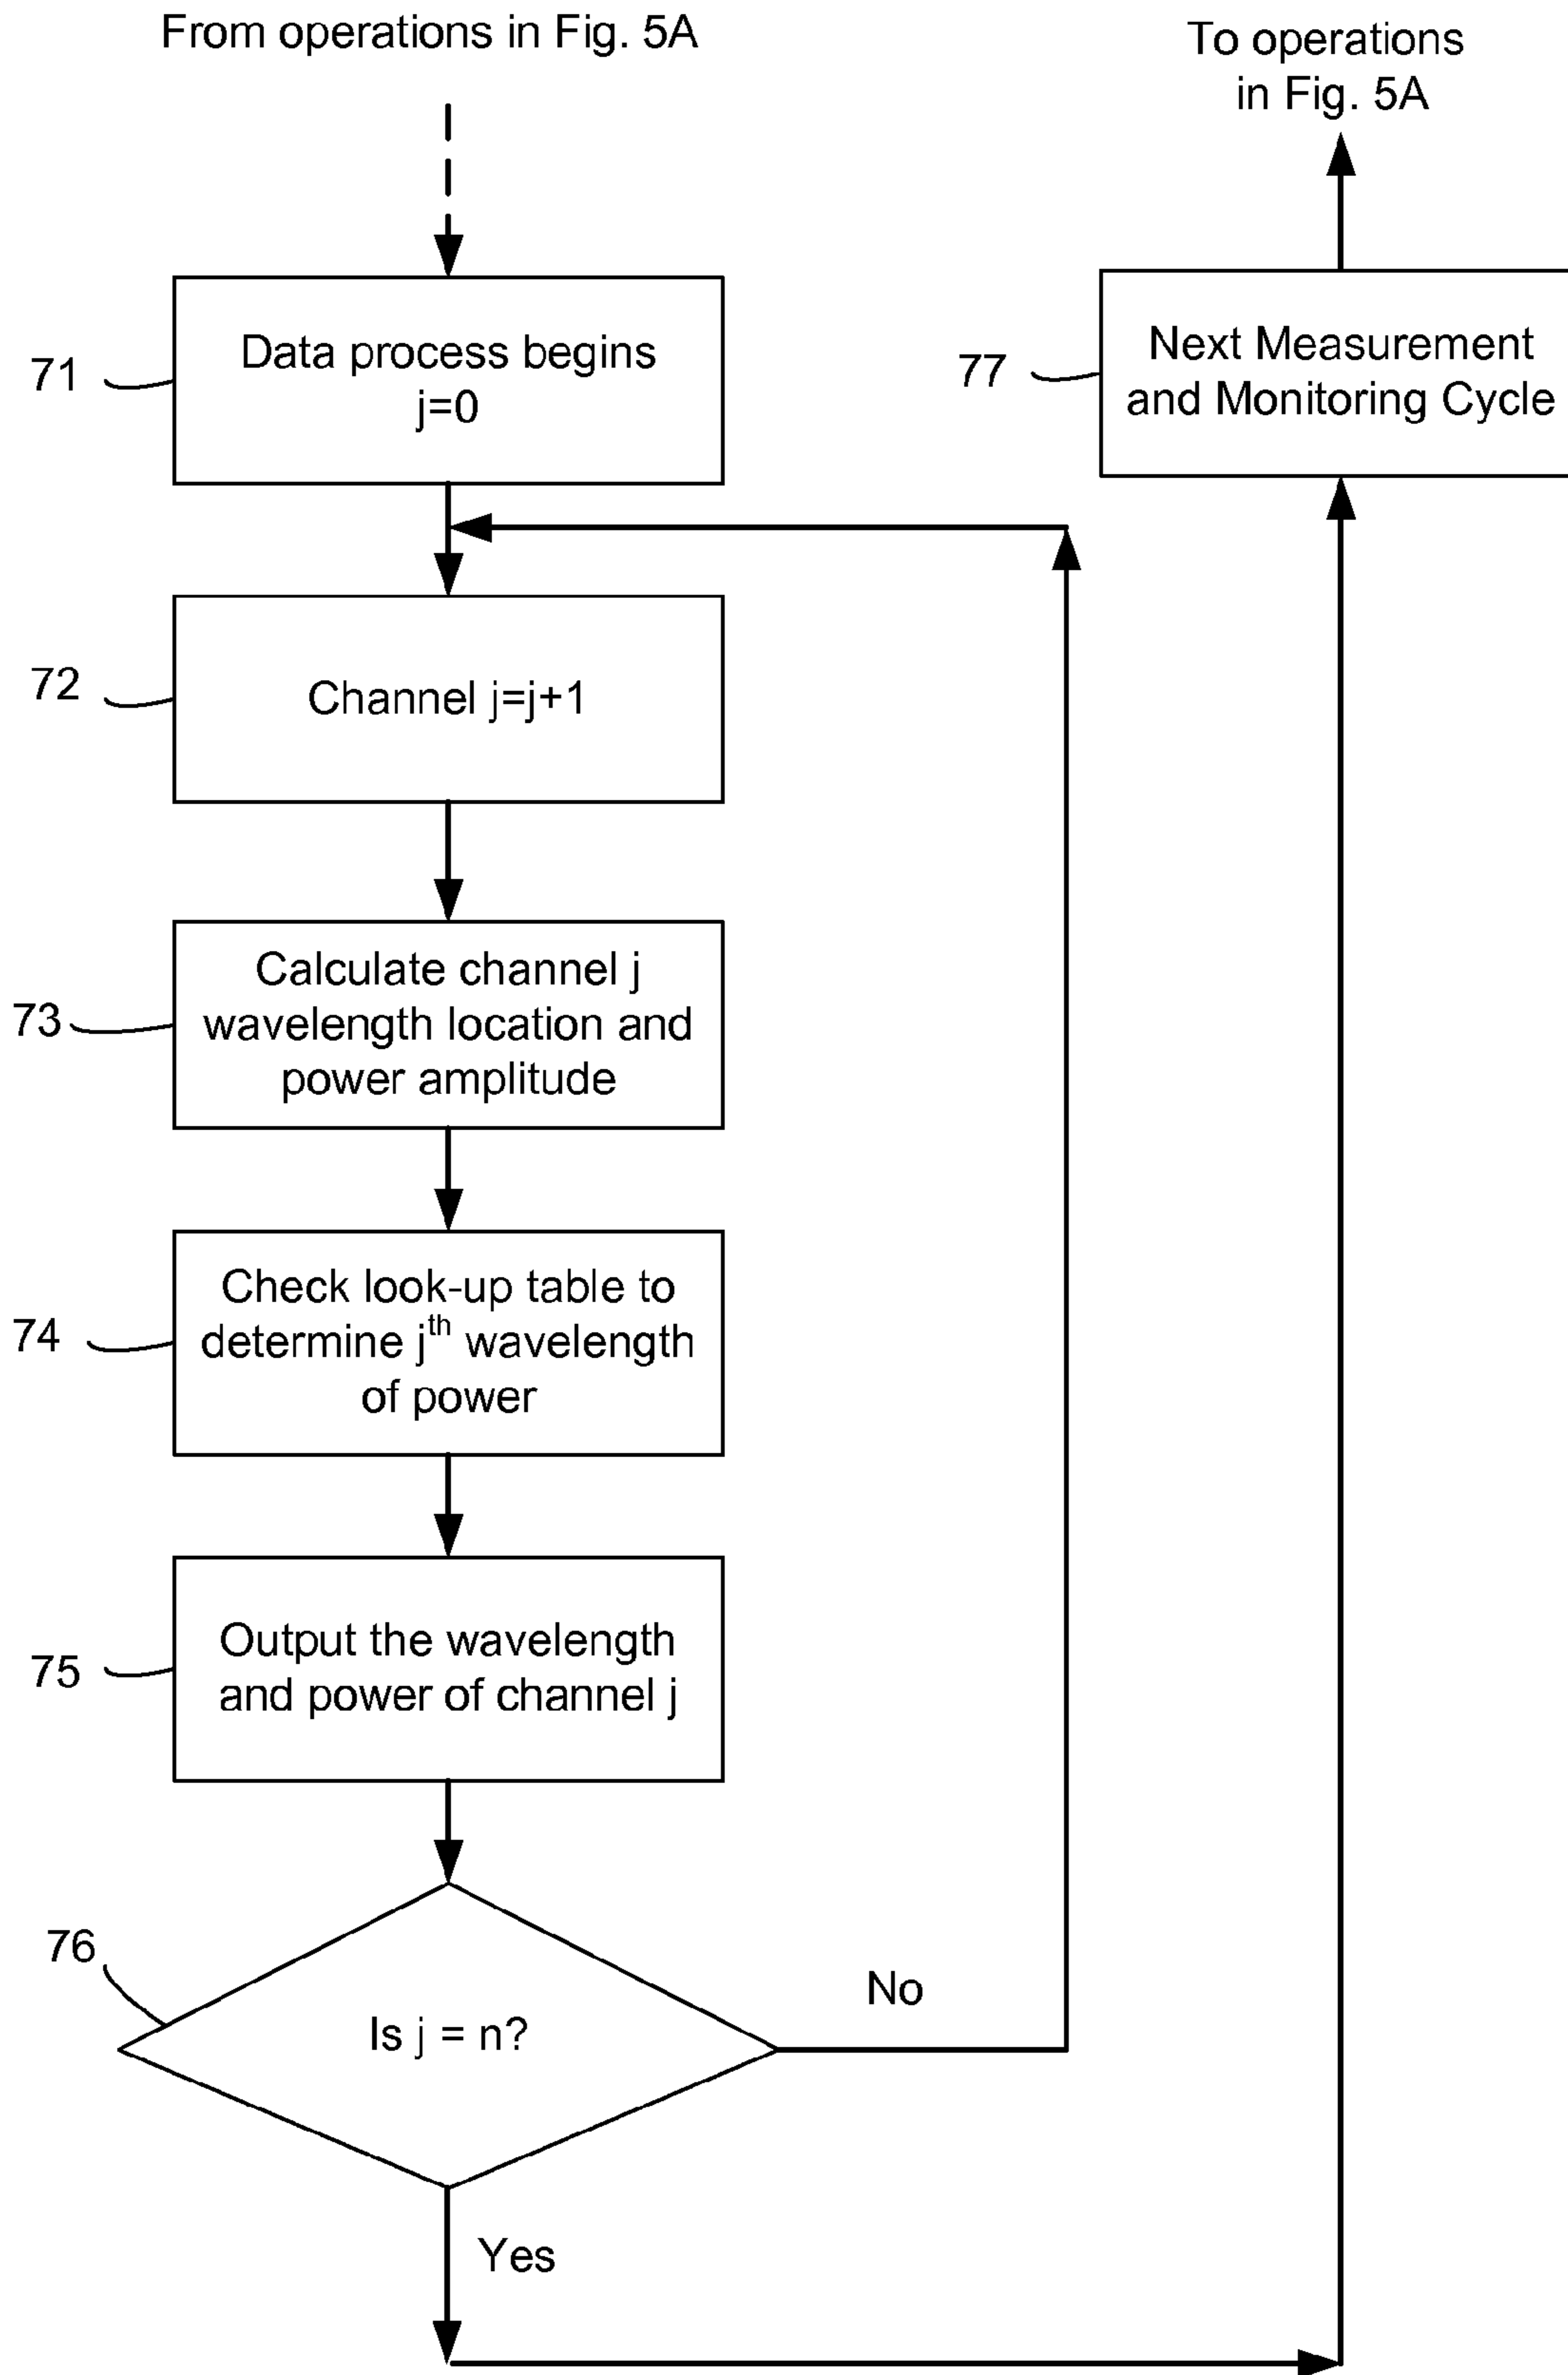 From operations in Fig. 5A
To operations
in Fig. 5A
71
Data process begins
j=0
77
Next Measurement
and Monitoring Cycle
72
Channel j=j+1
73
Calculate channel j
wavelength location and
power amplitude
74
Check look-up table to
determine jth wavelength
of power
75
Output the wavelength
and power of channel j
76
Is j = n?
No
Yes